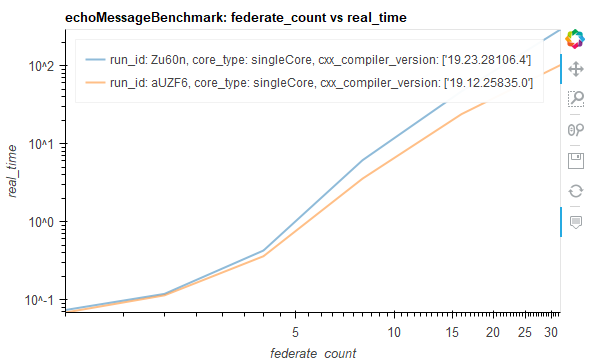 echoMessageBenchmark: federate_count vs real_time
run_id: Zu60n, core_type: singleCore, cxx_compiler_version: ['19.23.28106.4']
run_id: aUZF6, core_type: singleCore, cxx_compiler_version: ['19.12.25835.0']
10^2
10^1
10^0
10^-1
real_time
5 10 15 20 25 30
federate_count